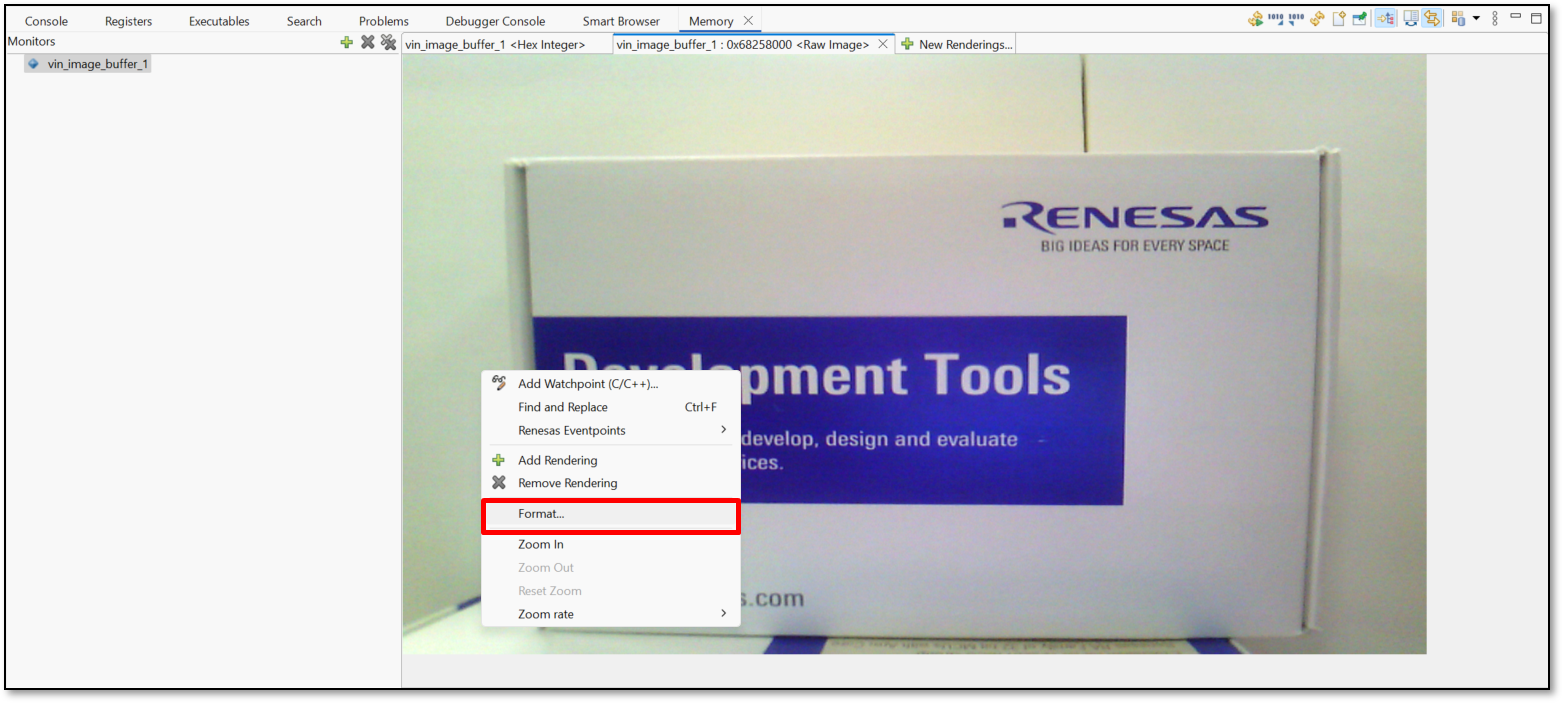 Console Registers Executables Search Problems Debugger Console Smart Browser Memory
Monitors
vin_image_buffer_1 <Hex Integer> vin_image_buffer_1 : 0x68258000 <Raw Image> New Renderings...
vin_image_buffer_1
RENESAS
BIG IDEAS FOR EVERY SPACE
Development Tools
develop, design and evaluate
ices.
s.com
Add Watchpoint (C/C++)...
Find and Replace Ctrl+F
Renesas Eventpoints
Add Rendering
Remove Rendering
Format...
Zoom In
Zoom Out
Reset Zoom
Zoom rate